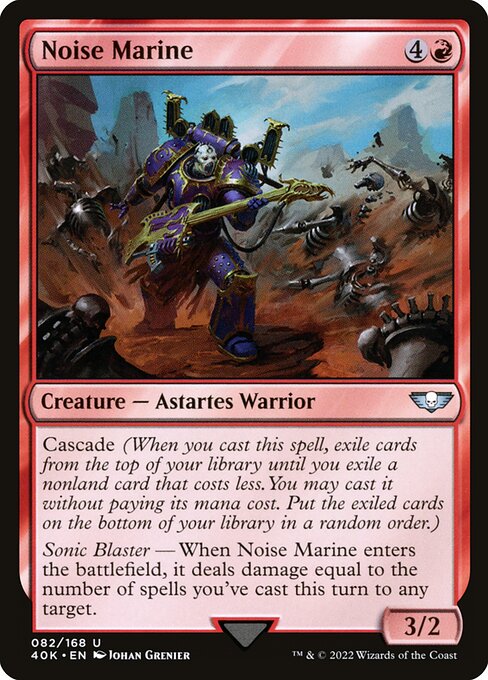 Noise Marine 4
Creature — Astartes Warrior
Cascade (When you cast this spell, exile cards
from the top of your library until you exile a
nonland card that costs less. You may cast it
without paying its mana cost. Put the exiled cards
on the bottom of your library in a random order.)
Sonic Blaster — When Noise Marine enters
the battlefield, it deals damage equal to the
number of spells you've cast this turn to any
target.
3/2
082/168 U
40K • EN Johan Grenier
™ & © 2022 Wizards of the Coast